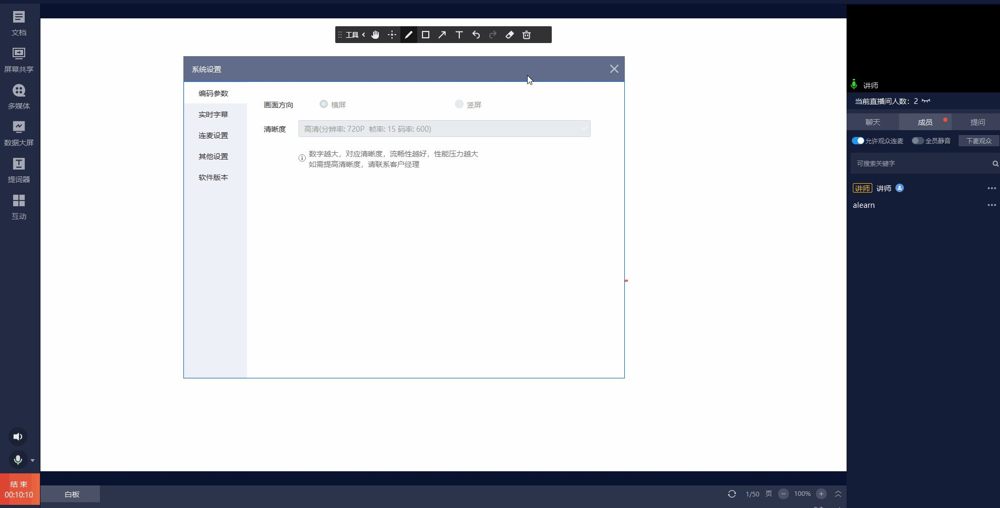 文档
屏幕共享
多媒体
数据大屏
提词器
互动
结 束
00:10:10
工具
系统设置
编码参数
实时字幕
连麦设置
其他设置
软件版本
画面方向
横屏
竖屏
清晰度
高清(分辨率: 720P 帧率: 15 码率: 600)
数字越大，对应清晰度，流畅性越好，性能压力越大
如需提高清晰度，请联系客户经理
白板
1/50 页
100%
讲师
当前直播间人数：2
聊天
成员
提问
允许观众连麦
全员静音
下麦观众
可搜索关键字
讲师 讲师
alearn